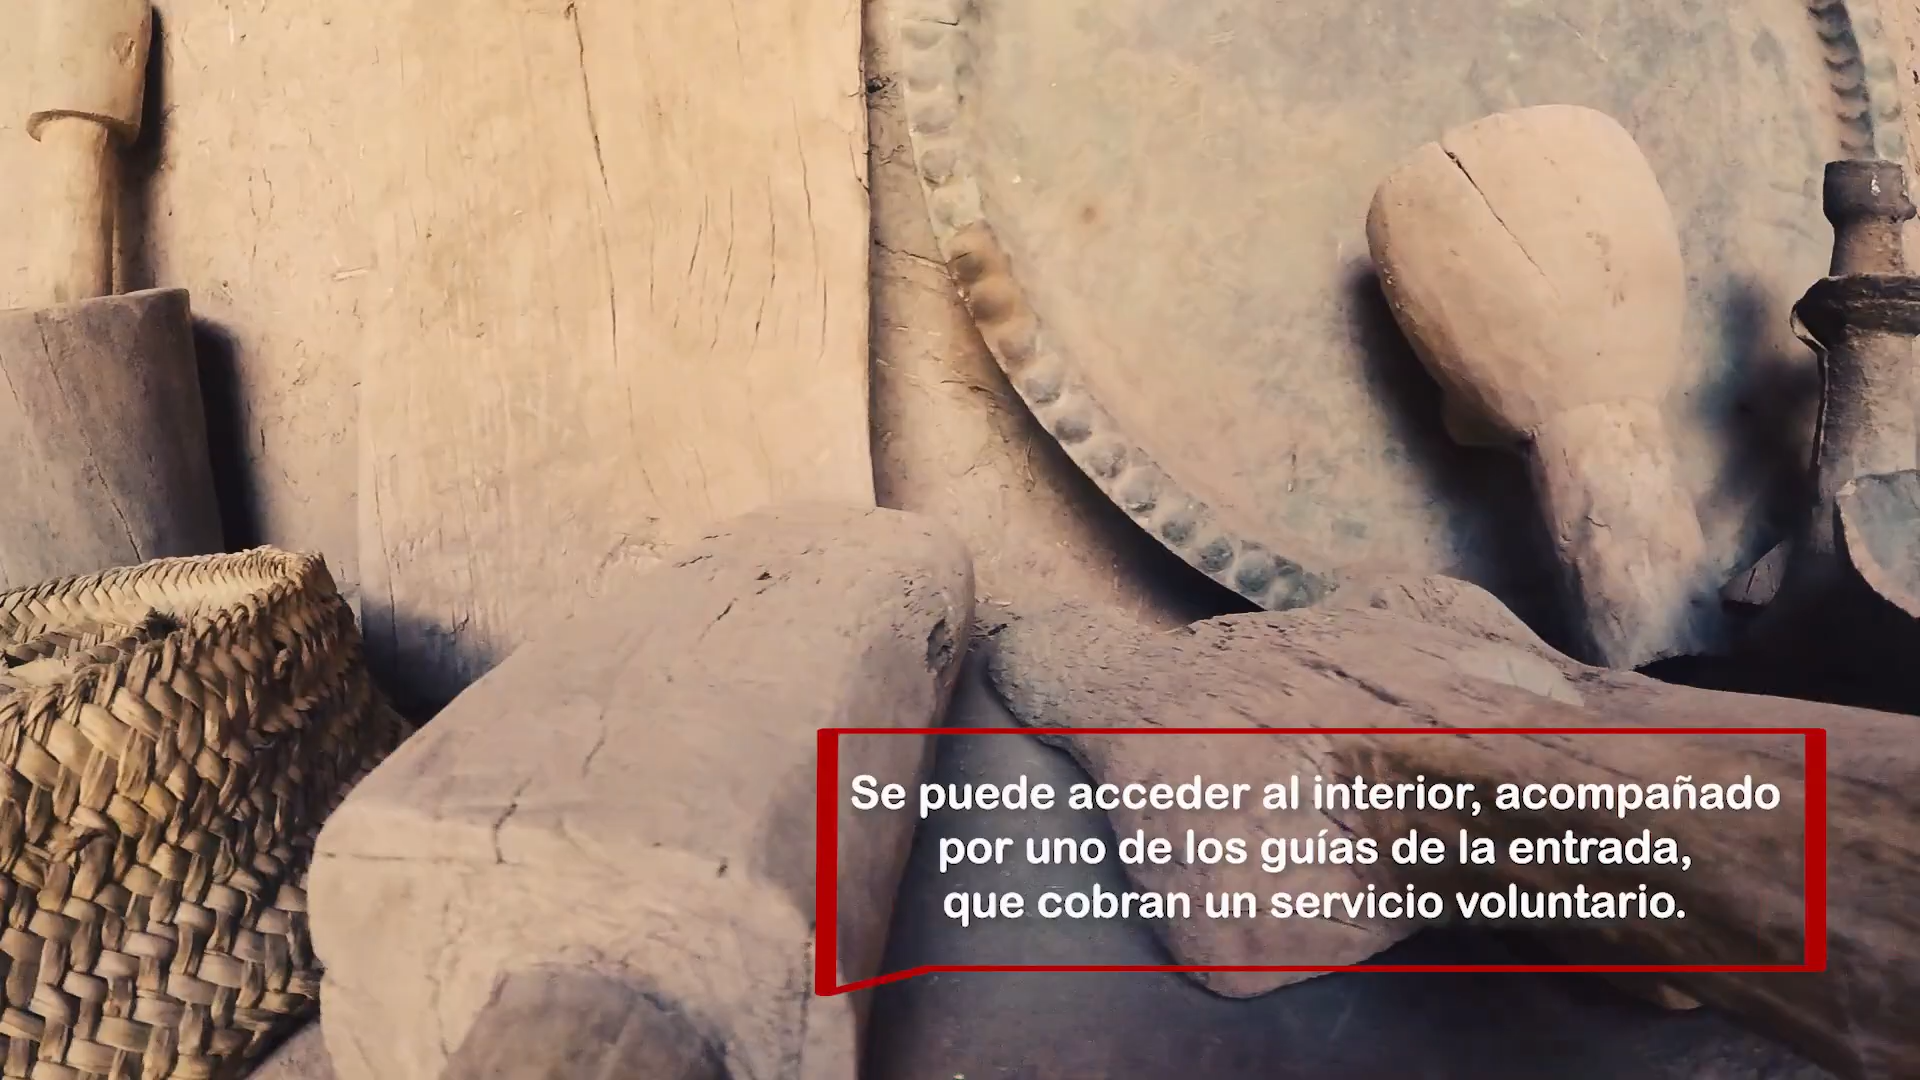 Se puede acceder al interior, acompañado
por uno de los guías de la entrada,
que cobran un servicio voluntario.